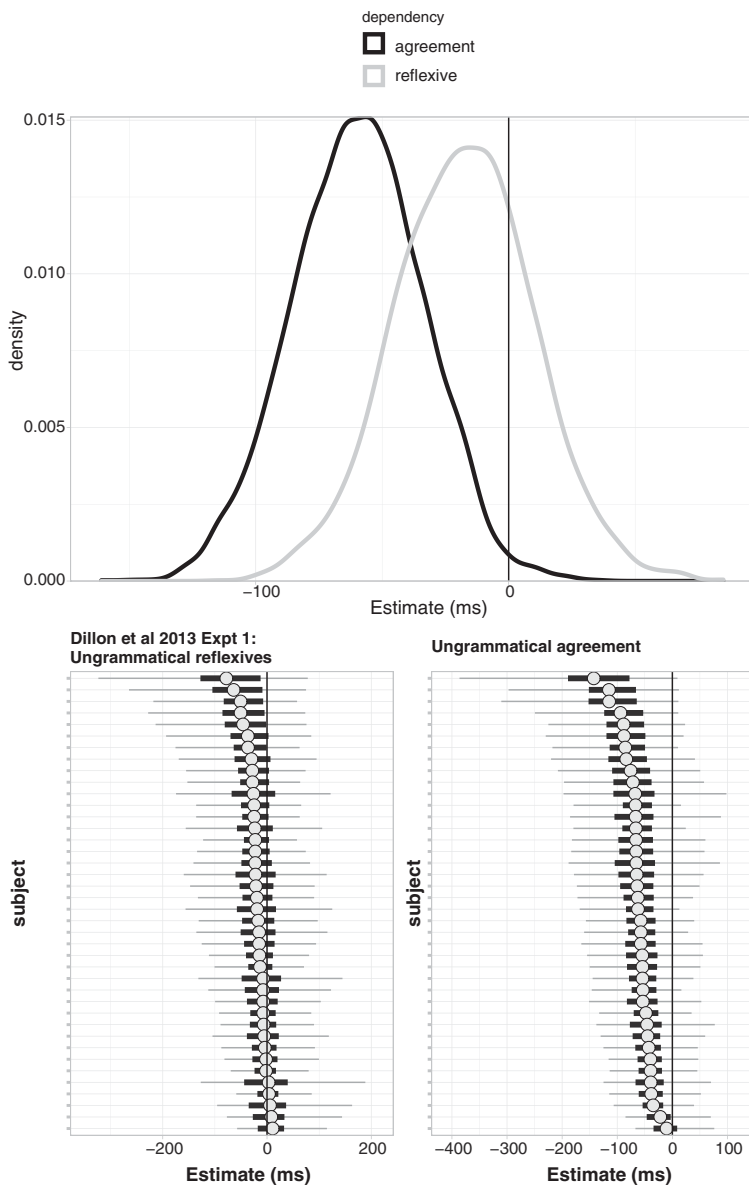 dependency
agreement
reflexive
0.015
0.010
0.005
0.000
density
−100
0
Estimate (ms)
Dillon et al 2013 Expt 1:
Ungrammatical reflexives
subject
−200
0
200
Estimate (ms)
Ungrammatical agreement
subject
−400
−300
−200
−100
0
100
Estimate (ms)